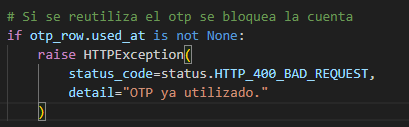 # Si se reutiliza el otp se bloquea la cuenta
if otp_row.used_at is not None:
    raise HTTPException(
        status_code=status.HTTP_400_BAD_REQUEST,
        detail="OTP ya utilizado."
    )